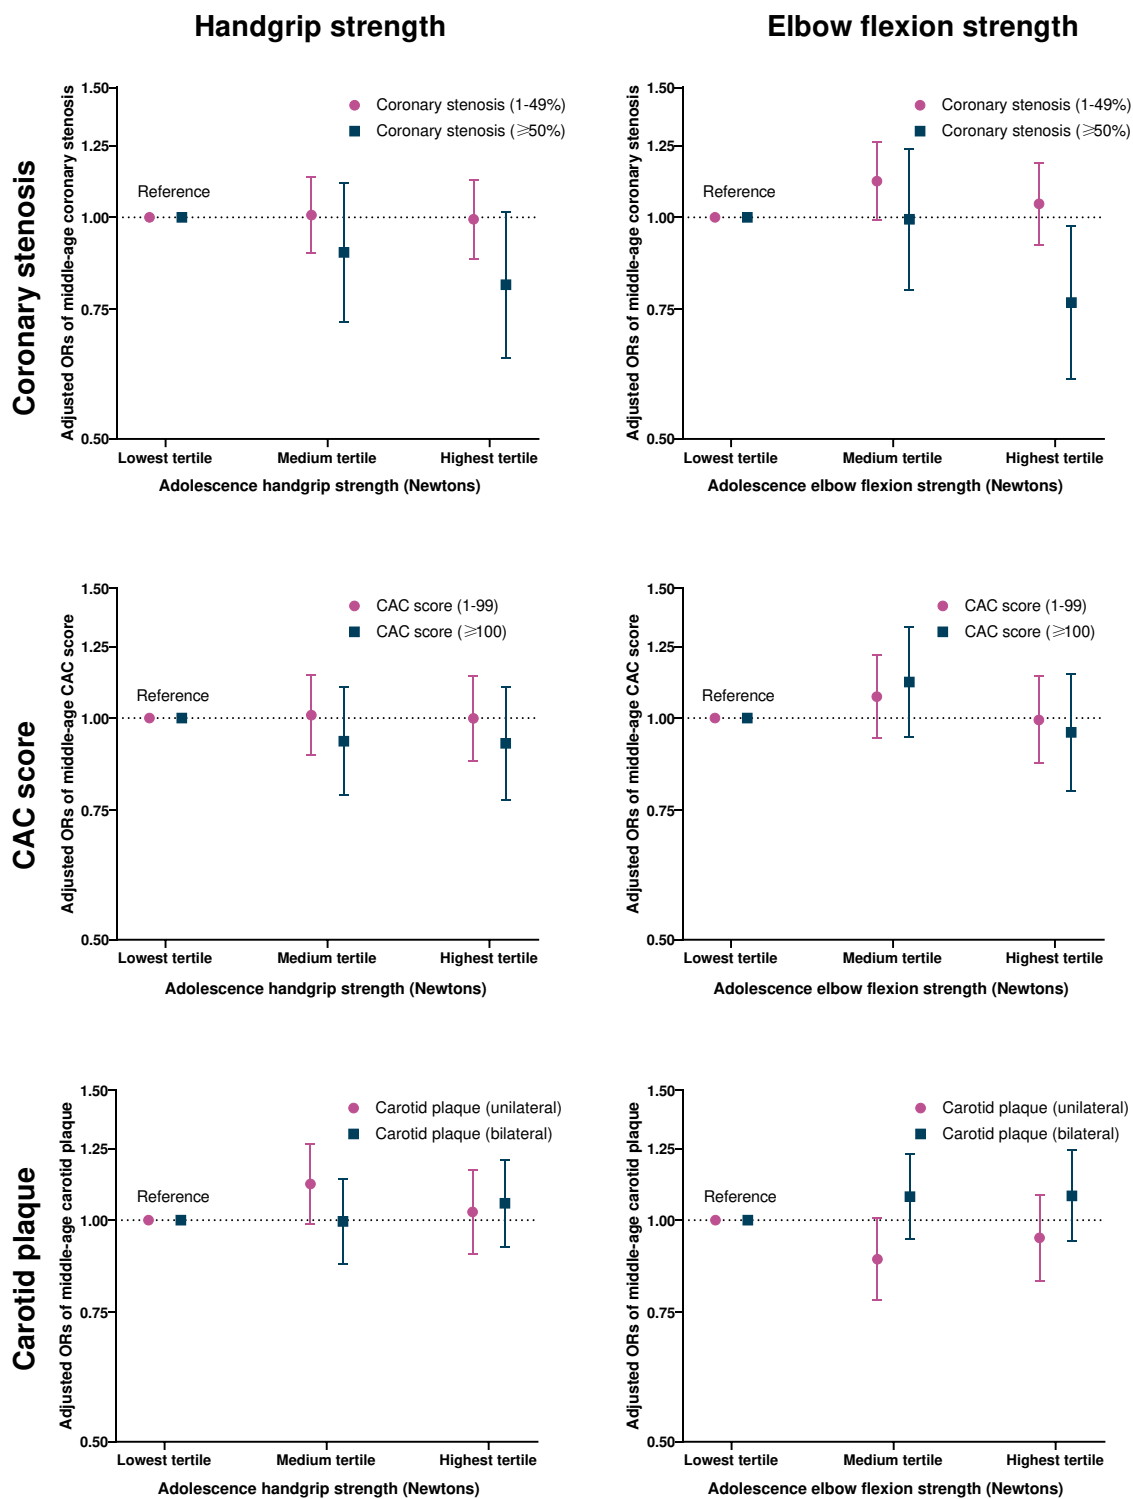 Handgrip strength
Elbow flexion strength
Coronary stenosis
Adjusted ORs of middle-age coronary stenosis
1.50
1.25
1.00
0.75
0.50
Coronary stenosis (1-49%)
Coronary stenosis (⩾50%)
Reference
Lowest tertile
Medium tertile
Highest tertile
Adolescence handgrip strength (Newtons)
Adjusted ORs of middle-age coronary stenosis
1.50
1.25
1.00
0.75
0.50
Coronary stenosis (1-49%)
Coronary stenosis (⩾50%)
Reference
Lowest tertile
Medium tertile
Highest tertile
Adolescence elbow flexion strength (Newtons)
CAC score
Adjusted ORs of middle-age CAC score
1.50
1.25
1.00
0.75
0.50
CAC score (1-99)
CAC score (⩾100)
Reference
Lowest tertile
Medium tertile
Highest tertile
Adolescence handgrip strength (Newtons)
Adjusted ORs of middle-age CAC score
1.50
1.25
1.00
0.75
0.50
CAC score (1-99)
CAC score (⩾100)
Reference
Lowest tertile
Medium tertile
Highest tertile
Adolescence elbow flexion strength (Newtons)
Carotid plaque
Adjusted ORs of middle-age carotid plaque
1.50
1.25
1.00
0.75
0.50
Carotid plaque (unilateral)
Carotid plaque (bilateral)
Reference
Lowest tertile
Medium tertile
Highest tertile
Adolescence handgrip strength (Newtons)
Adjusted ORs of middle-age carotid plaque
1.50
1.25
1.00
0.75
0.50
Carotid plaque (unilateral)
Carotid plaque (bilateral)
Reference
Lowest tertile
Medium tertile
Highest tertile
Adolescence elbow flexion strength (Newtons)